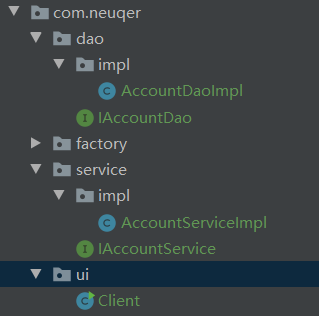 com.neuqer
dao
impl
AccountDaoImpl
IAccountDao
factory
service
impl
AccountServiceImpl
IAccountService
ui
Client